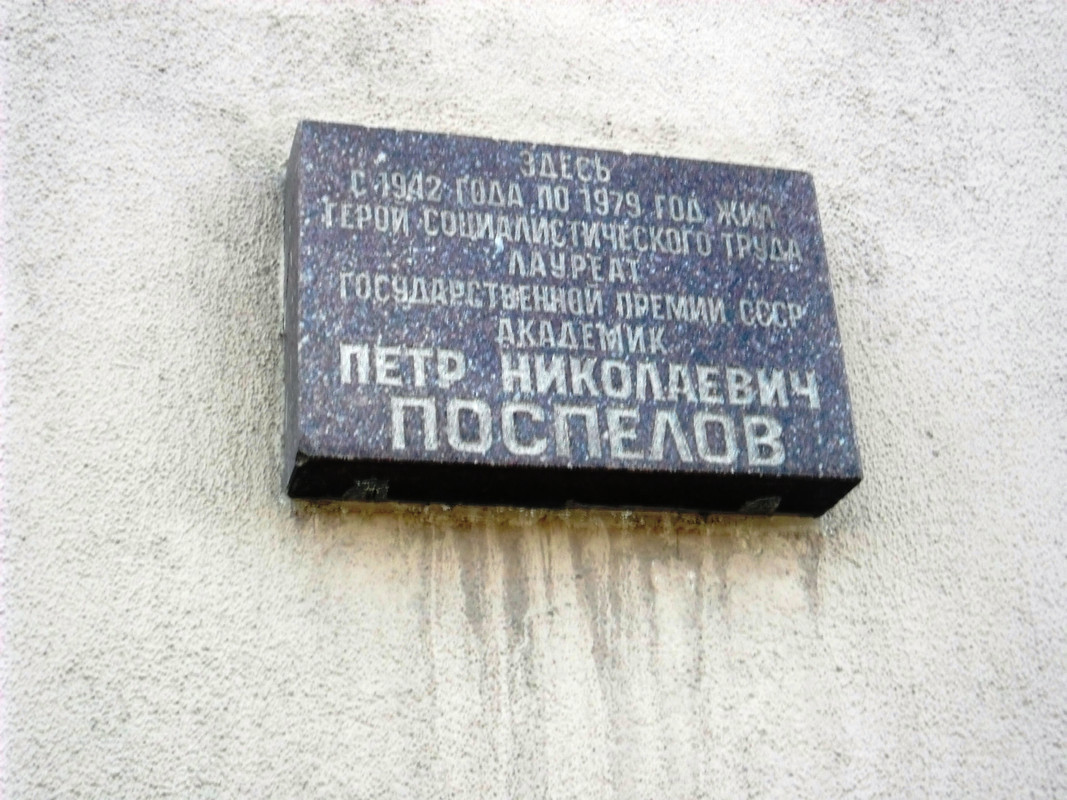 ЗДЕСЬ
С 1942 ГОДА ПО 1979 ГОД ЖИЛ
ГЕРОЙ СОЦИАЛИСТИЧЕСКОГО ТРУДА
ЛАУРЕАТ
ГОСУДАРСТВЕННОЙ ПРЕМИИ СССР
АКАДЕМИК
ПЕТР НИКОЛАЕВИЧ
ПОСПЕЛОВ